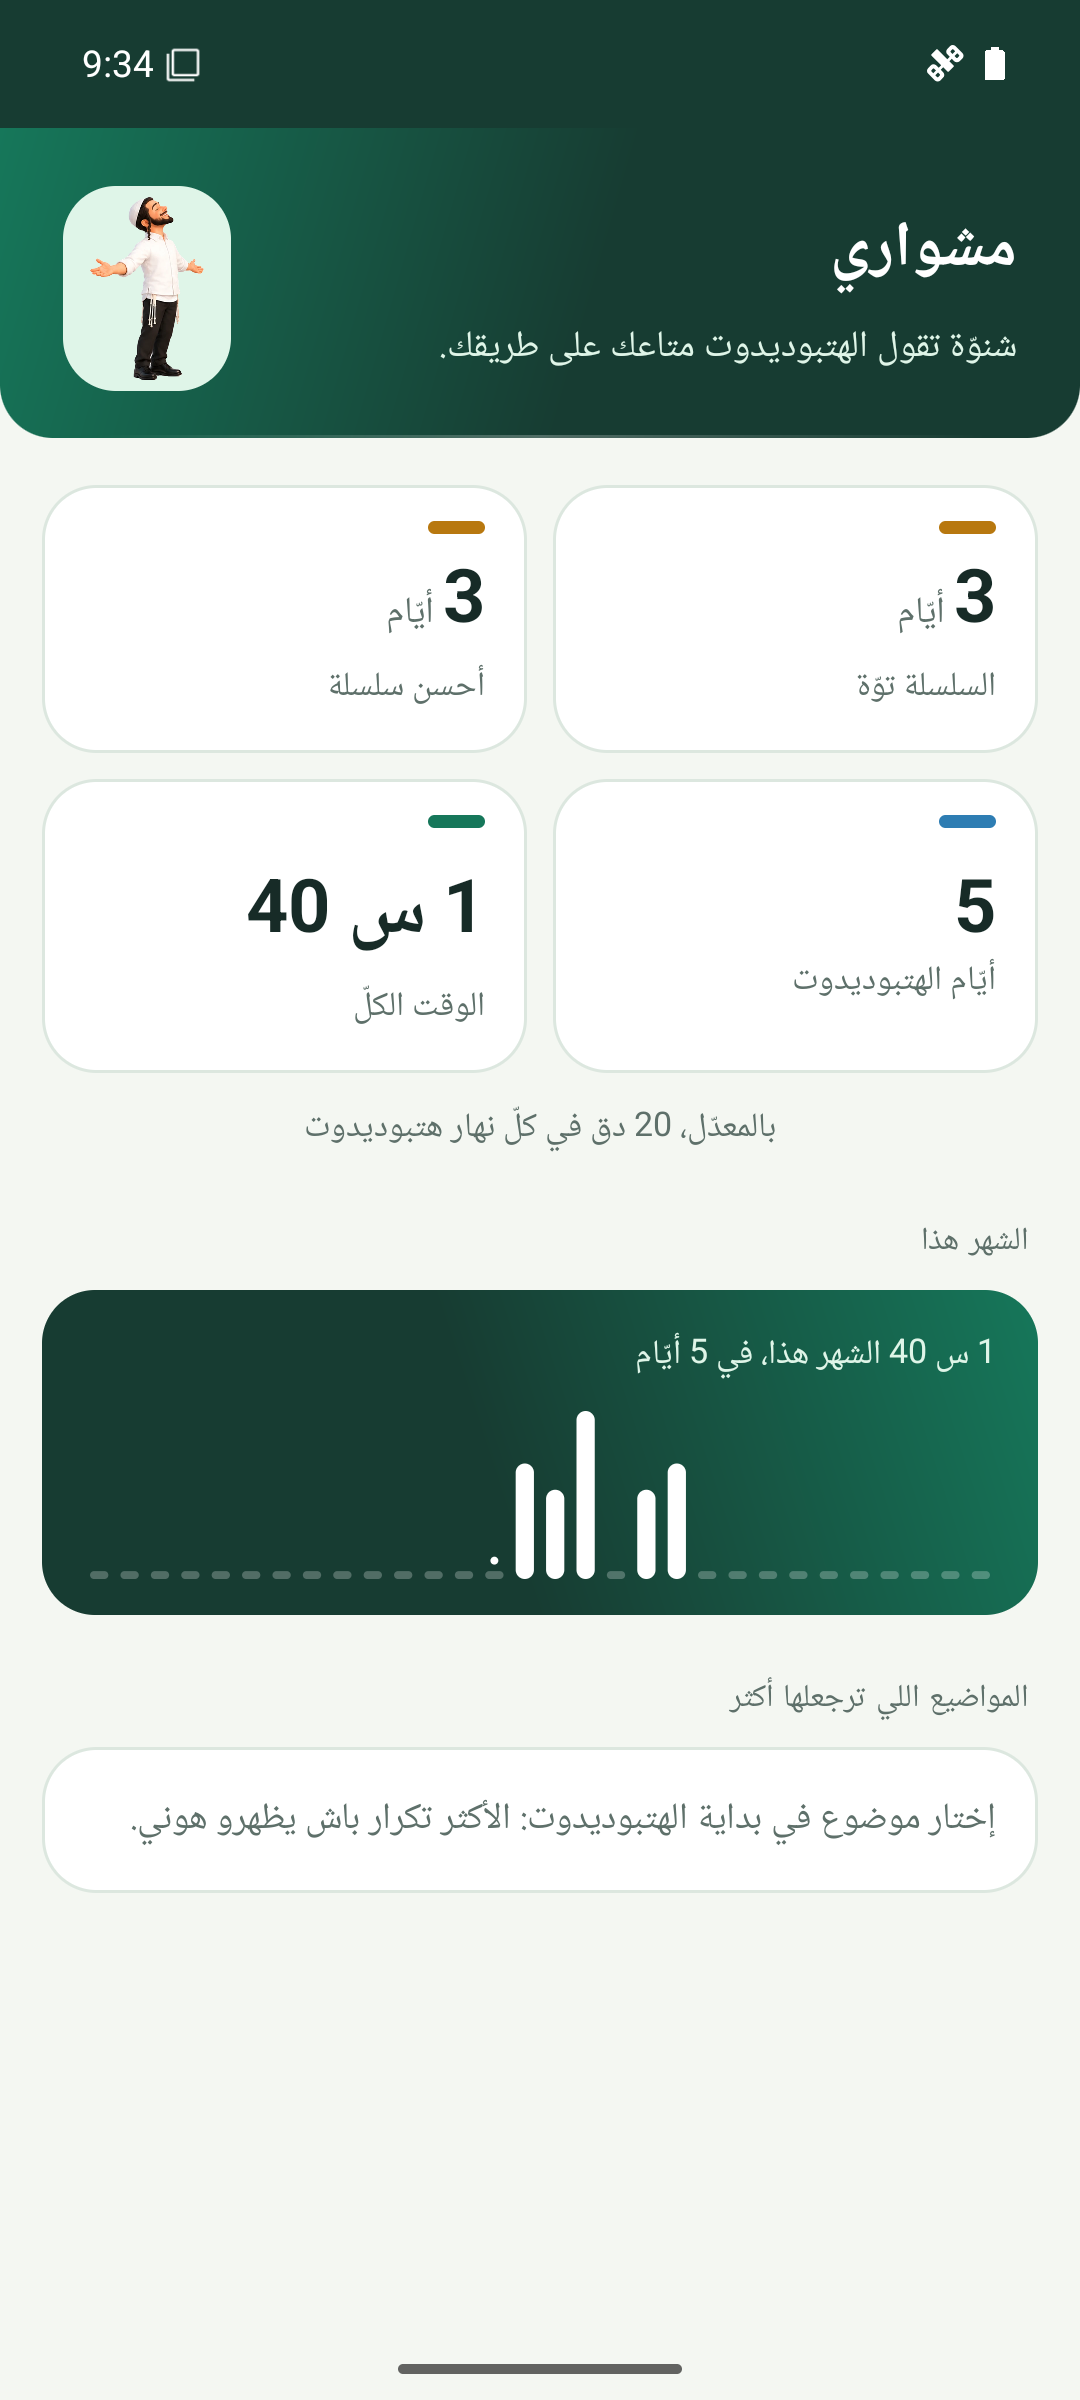 9:34
مشواري
شنوّة تقول الهتبوديدوت متاعك على طريقك.
3 أيّام
السلسلة توّة
3 أيّام
أحسن سلسلة
5
أيّام الهتبوديدوت
1 س 40
الوقت الكلّ
بالمعدّل، 20 دق في كلّ نهار هتبوديدوت
الشهر هذا
1 س 40 الشهر هذا، في 5 أيّام
المواضيع اللي ترجعلها أكثر
إختار موضوع في بداية الهتبوديدوت: الأكثر تكرار باش يظهرو هوني.